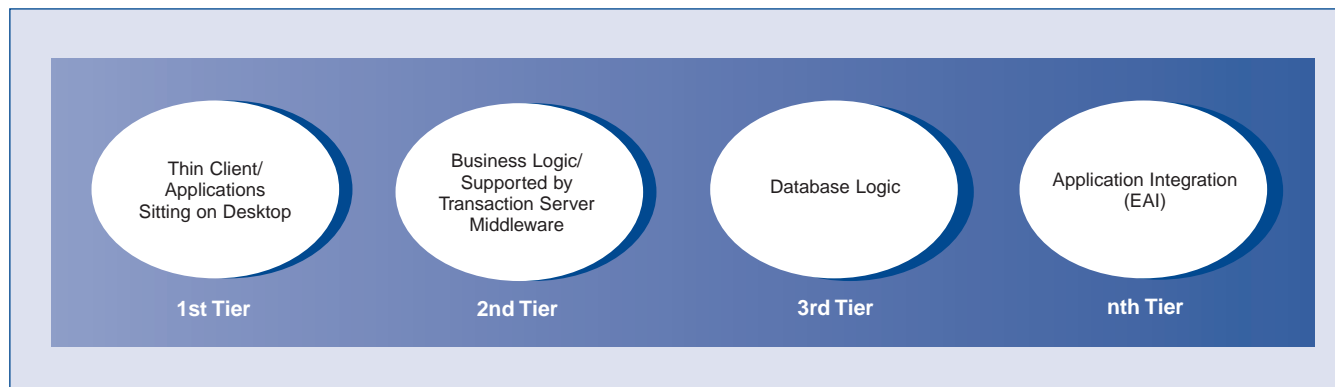 Thin Client/
Applications
Sitting on Desktop
1st Tier
Business Logic/
Supported by
Transaction Server
Middleware
2nd Tier
Database Logic
3rd Tier
Application Integration
(EAI)
nth Tier